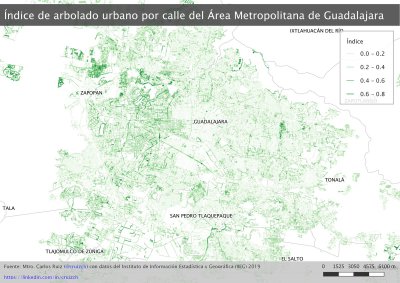 Índice de arbolado urbano por calle del Área Metropolitana de Guadalajara
IXTLAHUACÁN DEL RÍO
Índice
0.0 - 0.2
0.2 - 0.4
0.4 - 0.6
0.6 - 0.8
ZAPOPAN
GUADALAJARA
TONALÁ
TALA
SAN PEDRO TLAQUEPAQUE
TLAJOMULCO DE ZÚÑIGA
EL SALTO
Fuente: Mtro. Carlos Ruiz (@cruizch) con datos del Instituto de Información Estadística y Geográfica (IIEG) 2019
https://linkedin.com/in/cruizch
0 1525 3050 4575 6100 m